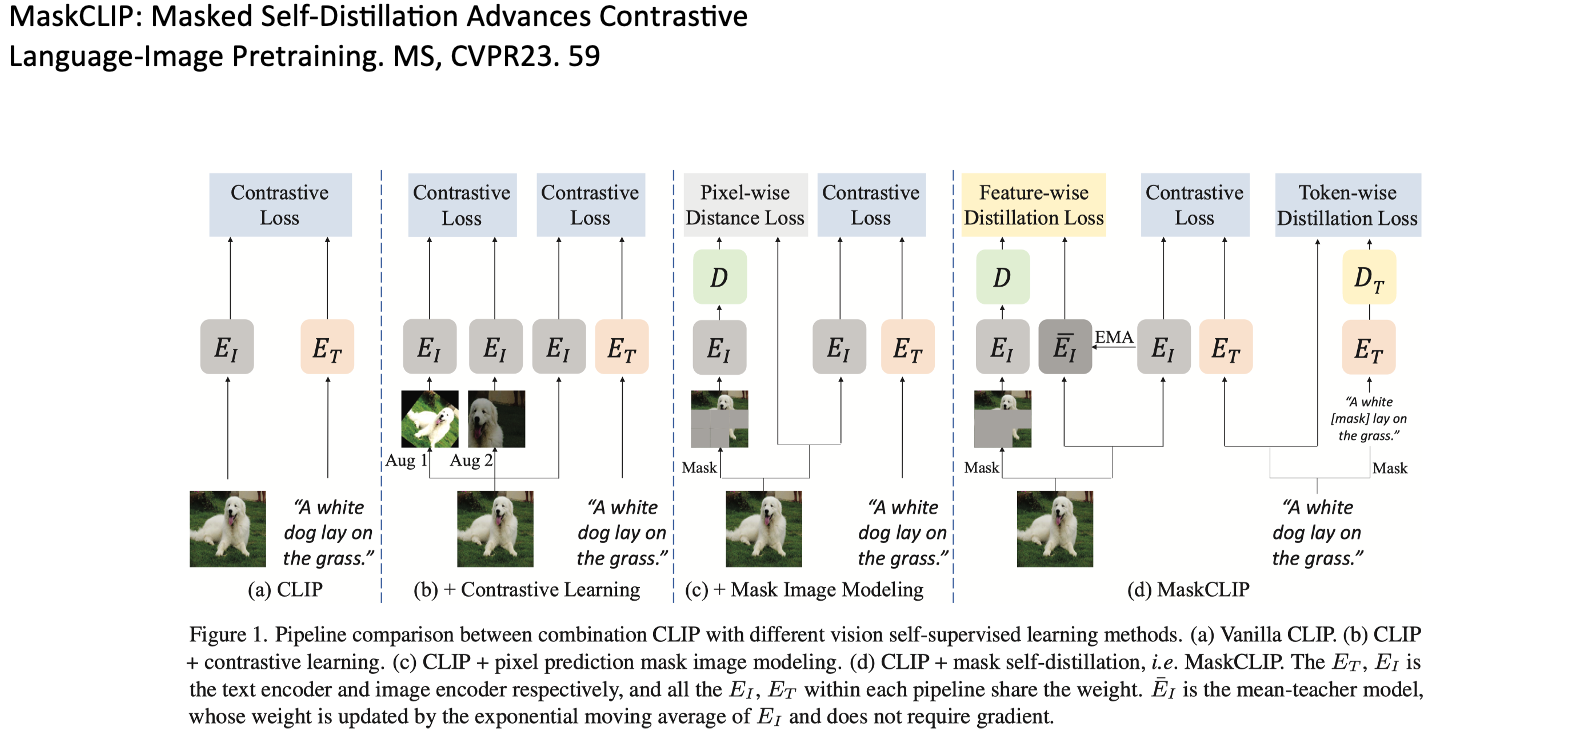 MaskCLIP: Masked Self-Distillation Advances Contrastive
Language-Image Pretraining. MS, CVPR23. 59
Contrastive
Loss
E_I
E_T
"A white
dog lay on
the grass."
(a) CLIP
Contrastive
Loss
Contrastive
Loss
E_I
E_I
E_I
E_T
Aug 1
Aug 2
"A white
dog lay on
the grass."
(b) + Contrastive Learning
Pixel-wise
Distance Loss
Contrastive
Loss
D
E_I
E_I
E_T
Mask
"A white
dog lay on
the grass."
(c) + Mask Image Modeling
Feature-wise
Distillation Loss
Contrastive
Loss
Token-wise
Distillation Loss
D
D_T
E_I
Ē_I
EMA
E_I
E_T
E_T
"A white
[mask] lay on
the grass."
Mask
Mask
"A white
dog lay on
the grass."
(d) MaskCLIP
Figure 1. Pipeline comparison between combination CLIP with different vision self-supervised learning methods. (a) Vanilla CLIP. (b) CLIP
+ contrastive learning. (c) CLIP + pixel prediction mask image modeling. (d) CLIP + mask self-distillation, i.e. MaskCLIP. The E_T, E_I is
the text encoder and image encoder respectively, and all the E_I, E_T within each pipeline share the weight. Ē_I is the mean-teacher model,
whose weight is updated by the exponential moving average of E_I and does not require gradient.